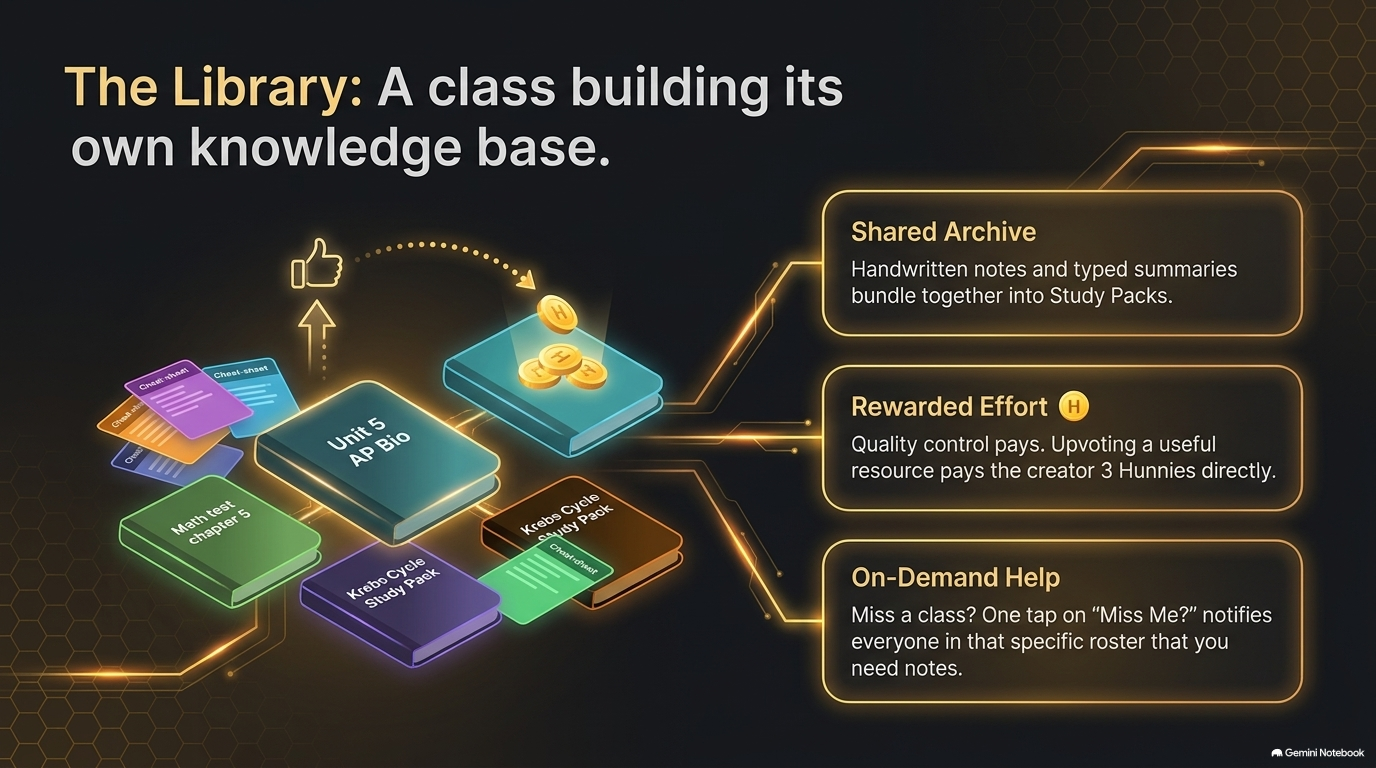 The Library: A class building its
own knowledge base.
Cheat-sheet
Cheat-sheet
Unit 5
AP Bio
Math test
chapter 5
Krebs Cycle
Study Pack
Krebs Cycle
Study Pack
H
H
Shared Archive
Handwritten notes and typed summaries
bundle together into Study Packs.
Rewarded Effort H
Quality control pays. Upvoting a useful
resource pays the creator 3 Hunnies directly.
On-Demand Help
Miss a class? One tap on “Miss Me?” notifies
everyone in that specific roster that you
need notes.
Gemini Notebook